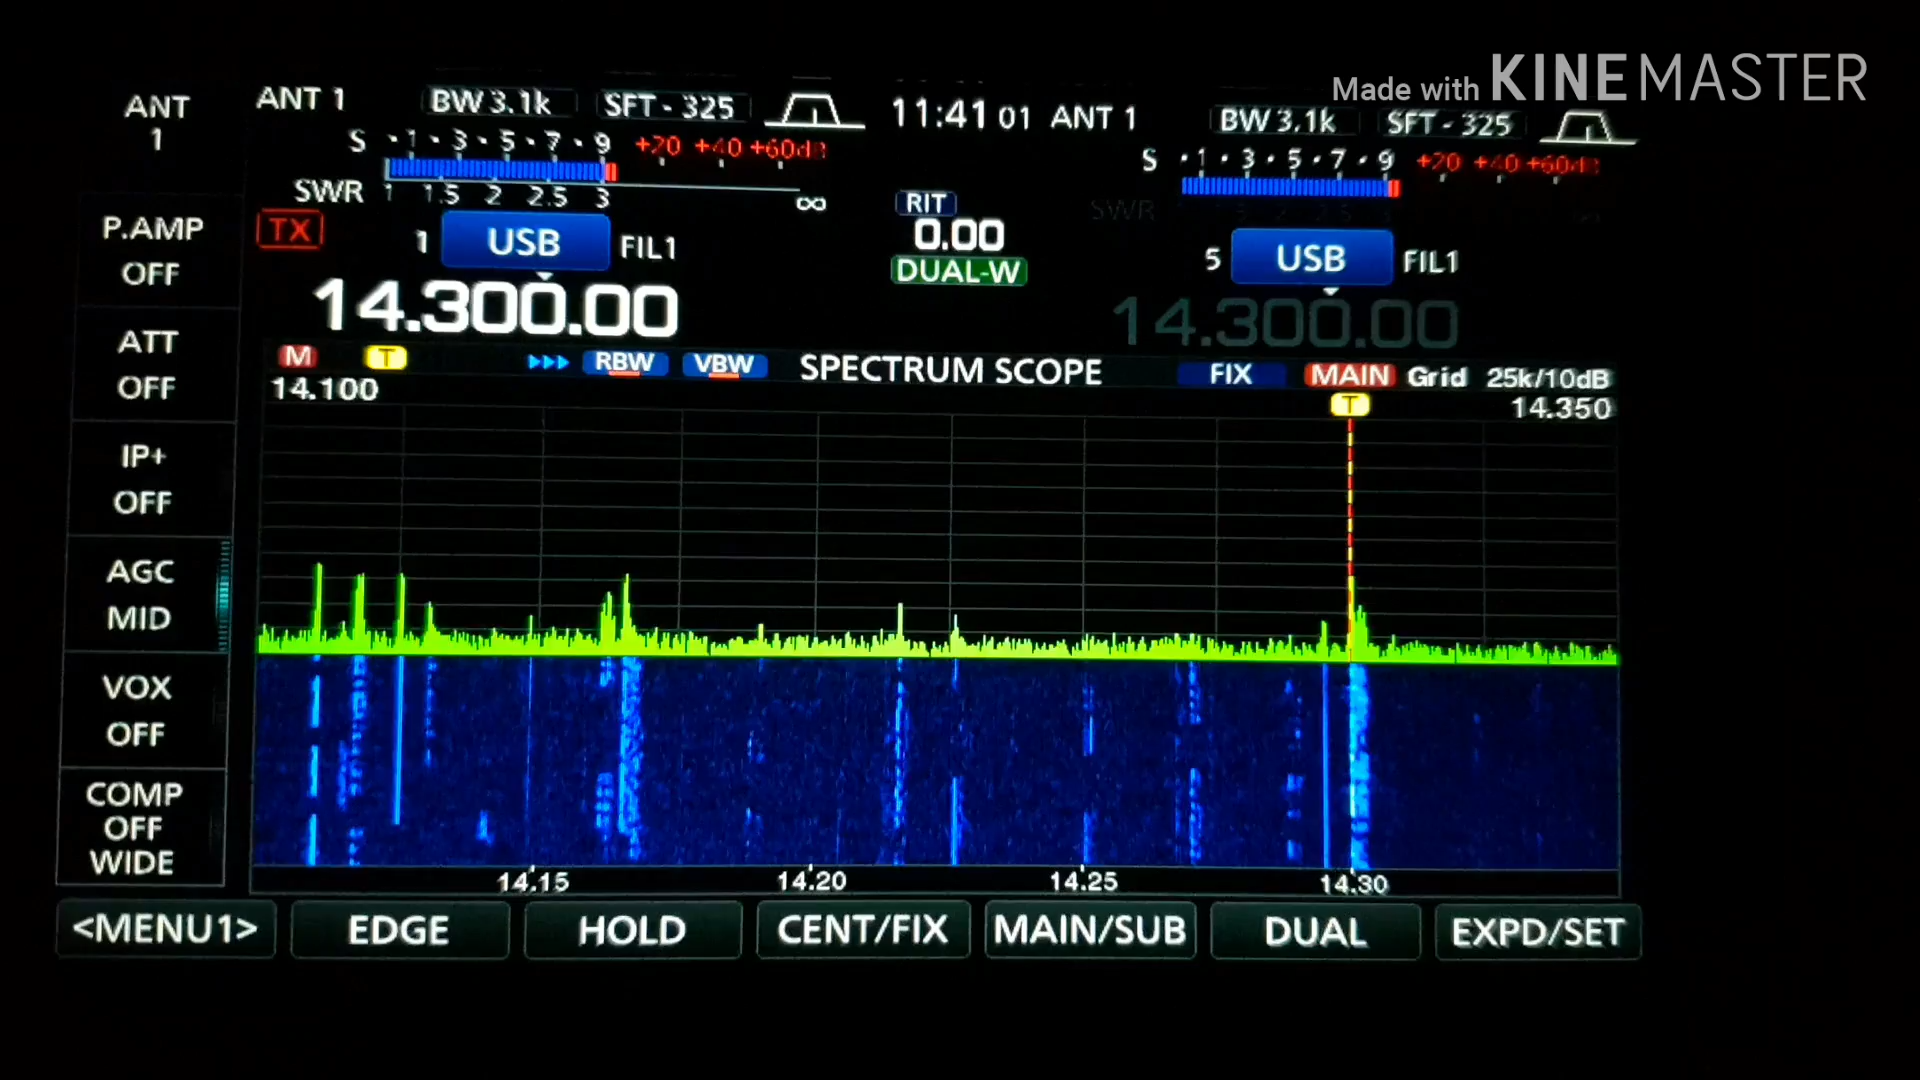 Made with KINEMASTER
ANT 1
ANT 1 BW 3.1k SFT - 325 11:41 01 ANT 1 BW 3.1k SFT - 325
S 1 3 5 7 9 +20 +40 +60dB S 1 3 5 7 9 +20 +40 +60dB
SWR 1 1.5 2 2.5 3 ∞ SWR
RIT
0.00
DUAL-W
TX 1 USB FIL1 5 USB FIL1
14.300.00 14.300.00
P.AMP
OFF
ATT
OFF
IP+
OFF
AGC
MID
VOX
OFF
COMP
OFF
WIDE
M T RBW VBW SPECTRUM SCOPE FIX MAIN Grid 25k/10dB
14.100 T 14.350
14.15 14.20 14.25 14.30
<MENU1> EDGE HOLD CENT/FIX MAIN/SUB DUAL EXPD/SET